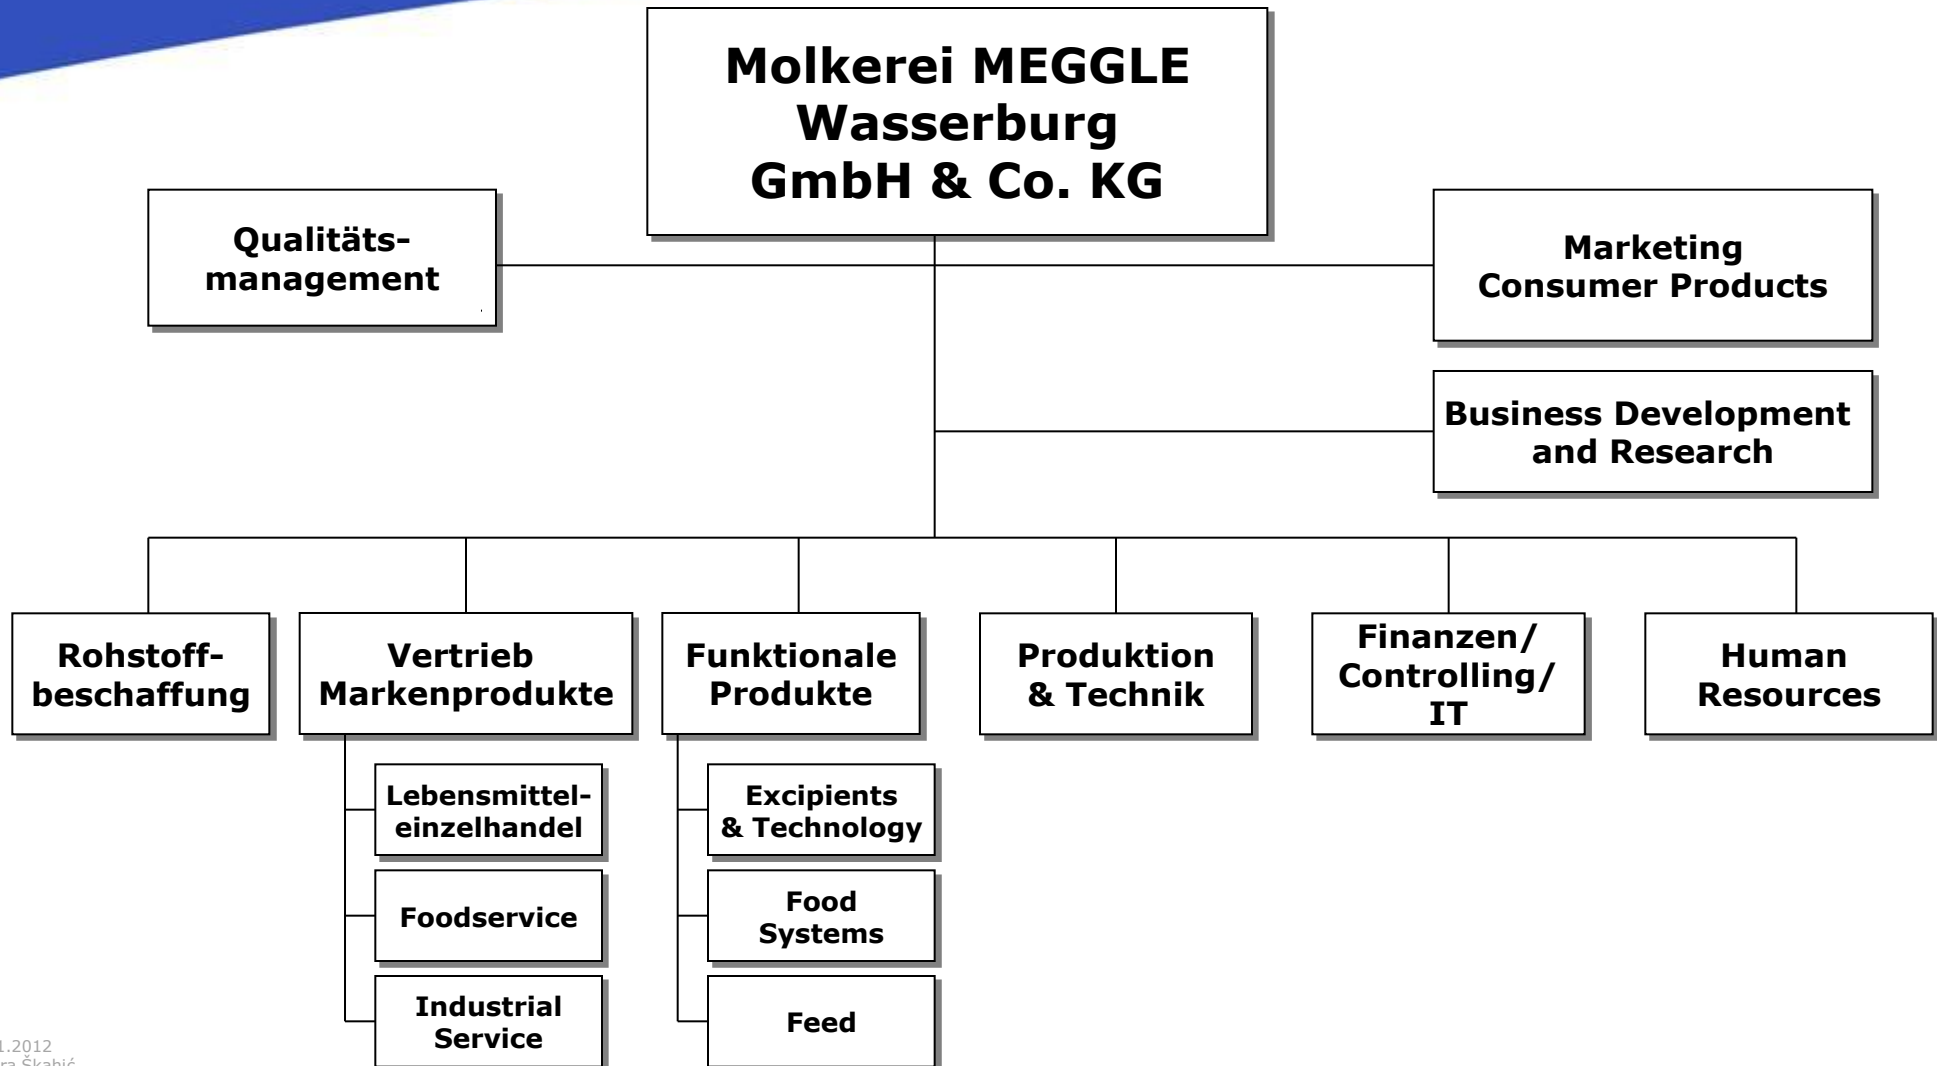 Molkerei MEGGLE
Wasserburg
GmbH & Co. KG
Qualitäts-
management
Marketing
Consumer Products
Business Development
and Research
Rohstoff-
beschaffung
Vertrieb
Markenprodukte
Funktionale
Produkte
Produktion
& Technik
Finanzen/
Controlling/
IT
Human
Resources
Lebensmittel-
einzelhandel
Foodservice
Industrial
Service
Excipients
& Technology
Food
Systems
Feed
.2012
Škahić